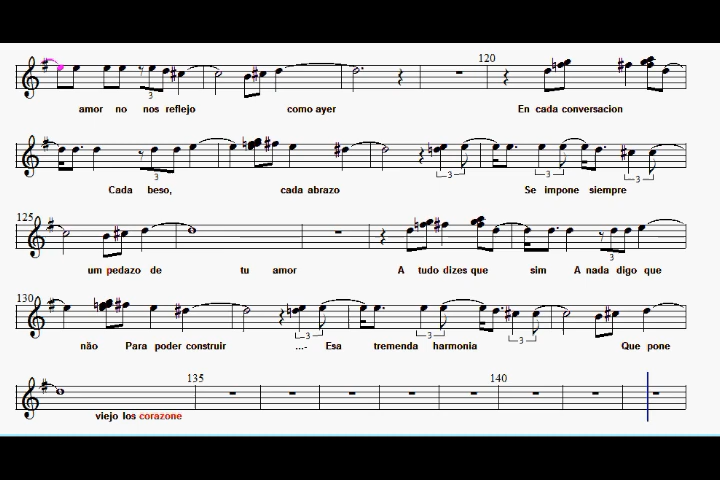 120
3
amor no nos reflejo como ayer En cada conversacion
3 3 3 3 3
Cada beso, cada abrazo Se impone siempre
125
3
um pedazo de tu amor A tudo dizes que sim A nada digo que
130
3 3 3
não Para poder construir ...- Esa tremenda harmonia Que pone
135 140
viejo los corazone